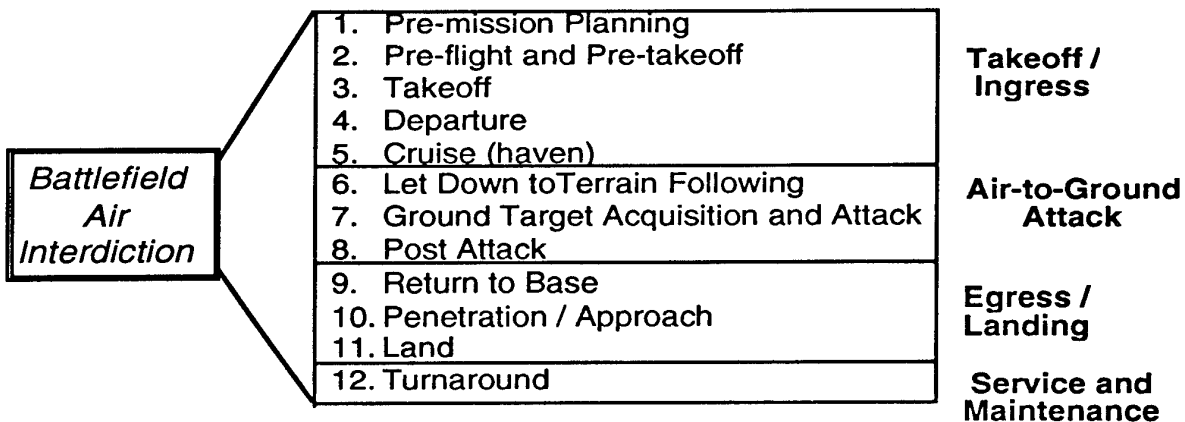 Battlefield
Air
Interdiction
1. Pre-mission Planning
2. Pre-flight and Pre-takeoff
3. Takeoff
4. Departure
5. Cruise (haven)
6. Let Down toTerrain Following
7. Ground Target Acquisition and Attack
8. Post Attack
9. Return to Base
10. Penetration / Approach
11. Land
12. Turnaround
Takeoff /
Ingress
Air-to-Ground
Attack
Egress /
Landing
Service and
Maintenance